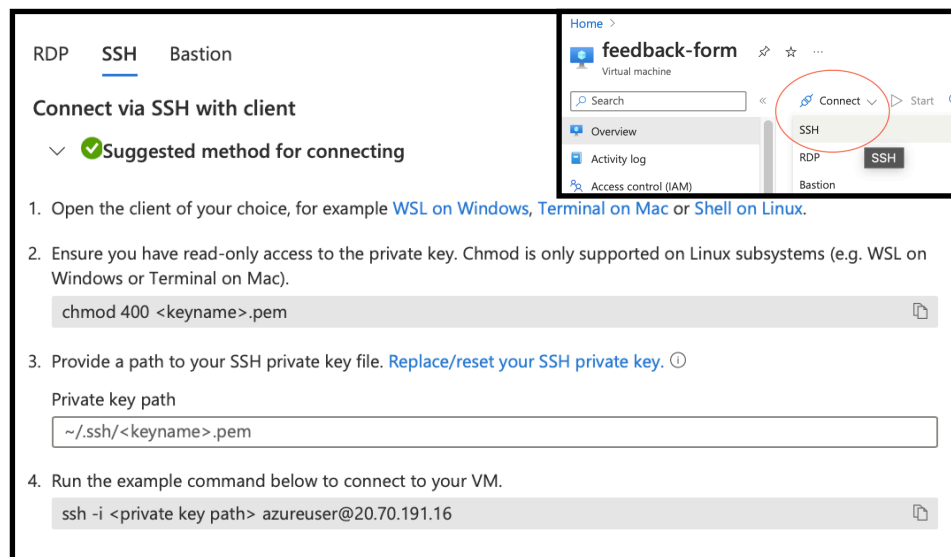 RDP SSH Bastion
Connect via SSH with client
Suggested method for connecting
1. Open the client of your choice, for example WSL on Windows, Terminal on Mac or Shell on Linux.
2. Ensure you have read-only access to the private key. Chmod is only supported on Linux subsystems (e.g. WSL on
Windows or Terminal on Mac).
chmod 400 <keyname>.pem
3. Provide a path to your SSH private key file. Replace/reset your SSH private key.
Private key path
~/.ssh/<keyname>.pem
4. Run the example command below to connect to your VM.
ssh -i <private key path> azureuser@20.70.191.16
Home >
feedback-form
Virtual machine
Search
Connect Start
Overview
SSH
Activity log
RDP
SSH
Access control (IAM)
Bastion